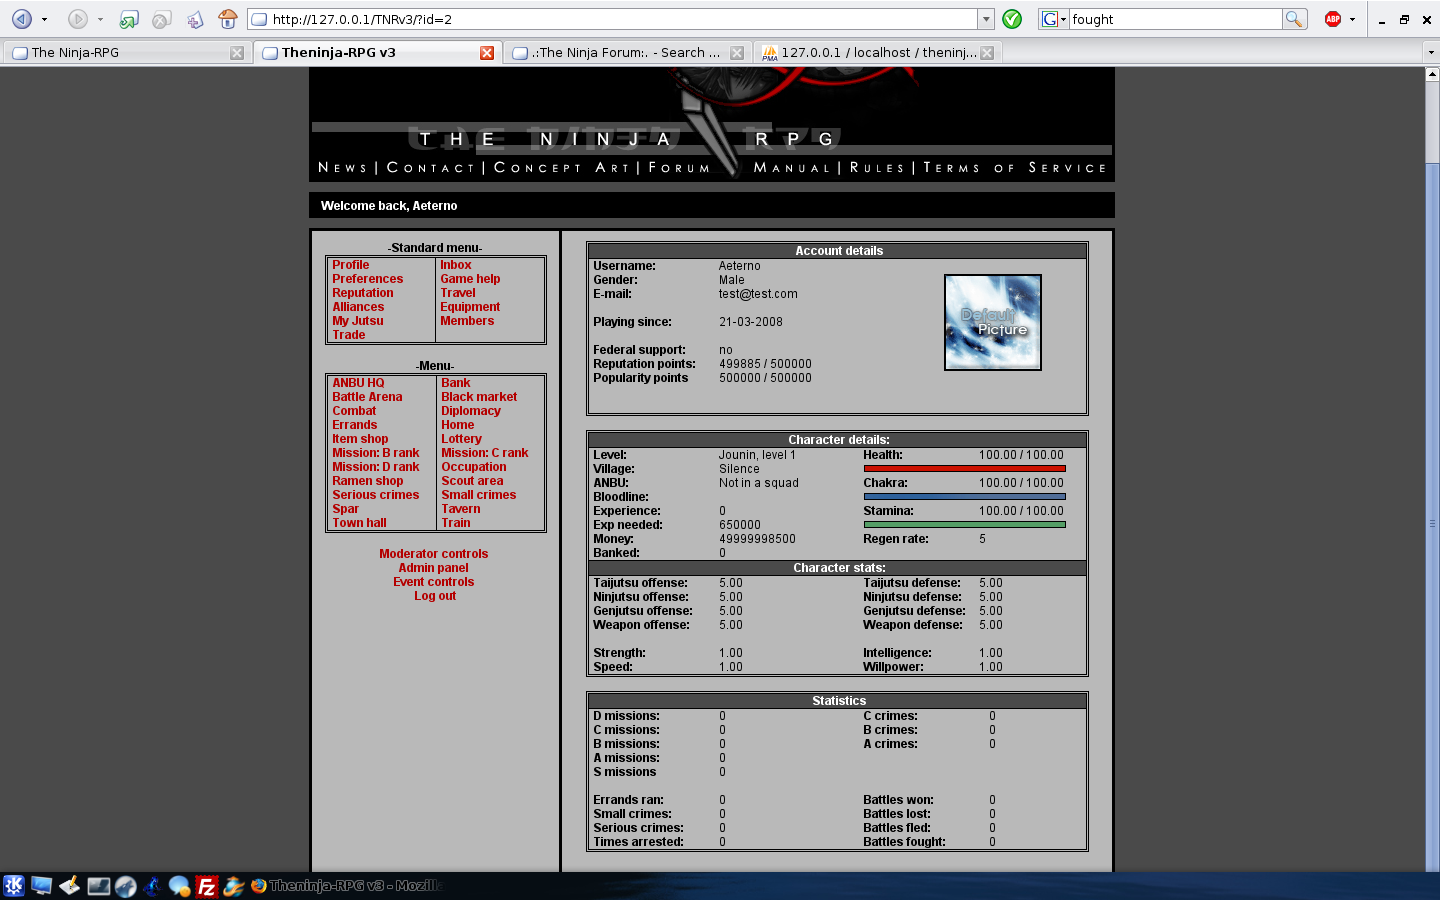 http://127.0.0.1/TNRv3/?id=2
G
fought
ABP
The Ninja-RPG
Theninja-RPG v3
.:The Ninja Forum:. - Search ...
PMA
127.0.0.1 / localhost / theninj...
THE NINJA RPG
News|Contact|Concept Art|Forum Manual|Rules|Terms of Service
Welcome back, Aeterno
-Standard menu-
Profile Inbox
Preferences Game help
Reputation Travel
Alliances Equipment
My Jutsu Members
Trade
-Menu-
ANBU HQ Bank
Battle Arena Black market
Combat Diplomacy
Errands Home
Item shop Lottery
Mission: B rank Mission: C rank
Mission: D rank Occupation
Ramen shop Scout area
Serious crimes Small crimes
Spar Tavern
Town hall Train
Moderator controls
Admin panel
Event controls
Log out
Account details
Username: Aeterno
Gender: Male
E-mail: test@test.com
Playing since: 21-03-2008
Federal support: no
Reputation points: 499885 / 500000
Popularity points 500000 / 500000
Default
Picture
Character details:
Level: Jounin, level 1 Health: 100.00 / 100.00
Village: Silence
ANBU: Not in a squad Chakra: 100.00 / 100.00
Bloodline:
Experience: 0 Stamina: 100.00 / 100.00
Exp needed: 650000
Money: 49999998500 Regen rate: 5
Banked: 0
Character stats:
Taijutsu offense: 5.00 Taijutsu defense: 5.00
Ninjutsu offense: 5.00 Ninjutsu defense: 5.00
Genjutsu offense: 5.00 Genjutsu defense: 5.00
Weapon offense: 5.00 Weapon defense: 5.00
Strength: 1.00 Intelligence: 1.00
Speed: 1.00 Willpower: 1.00
Statistics
D missions: 0 C crimes: 0
C missions: 0 B crimes: 0
B missions: 0 A crimes: 0
A missions: 0
S missions 0
Errands ran: 0 Battles won: 0
Small crimes: 0 Battles lost: 0
Serious crimes: 0 Battles fled: 0
Times arrested: 0 Battles fought: 0
Theninja-RPG v3 - Mozill